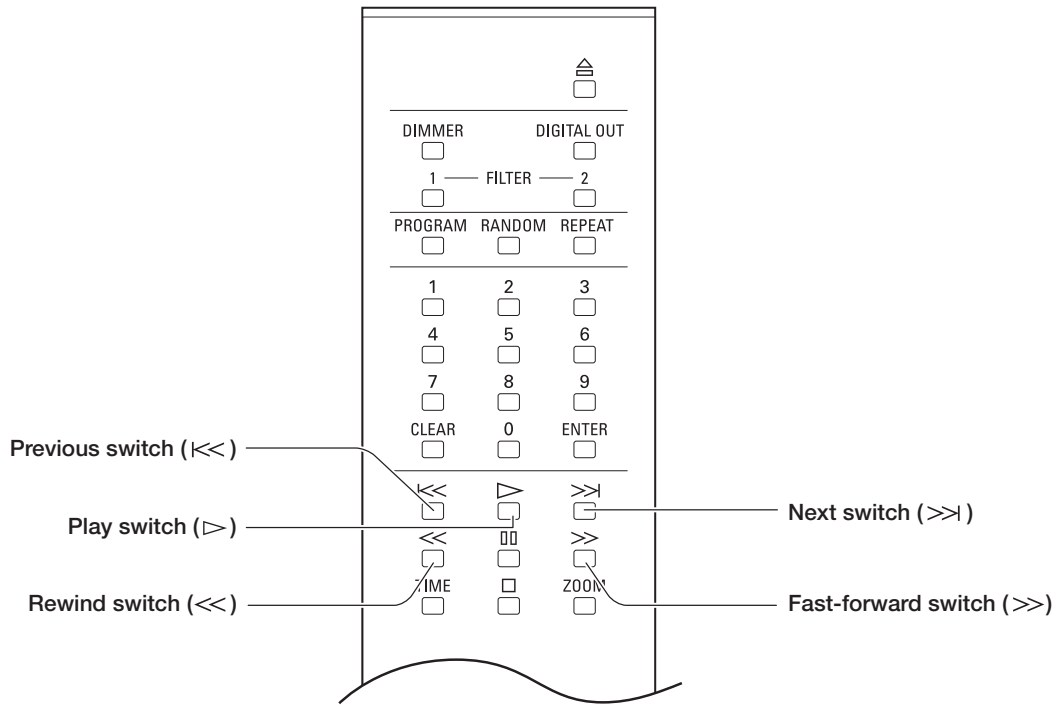 DIMMER DIGITAL OUT
1 FILTER 2
PROGRAM RANDOM REPEAT
1 2 3
4 5 6
7 8 9
CLEAR 0 ENTER
Previous switch (|<<)
Play switch (▷)
Next switch (>>|)
Rewind switch (<<)
Fast-forward switch (>>)
TIME ZOOM